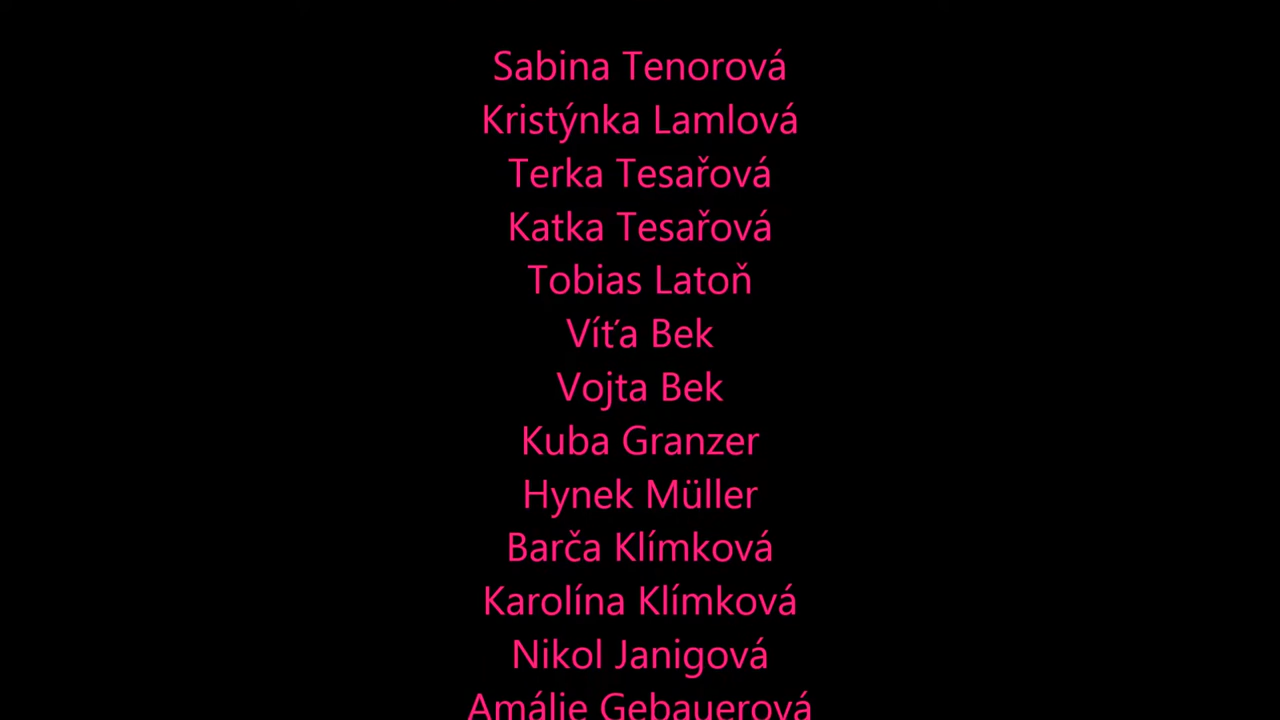 Sabina Tenorová
Kristýnka Lamlová
Terka Tesařová
Katka Tesařová
Tobias Latoň
Víťa Bek
Vojta Bek
Kuba Granzer
Hynek Müller
Barča Klímková
Karolína Klímková
Nikol Janigová
Amálie Gebauerová